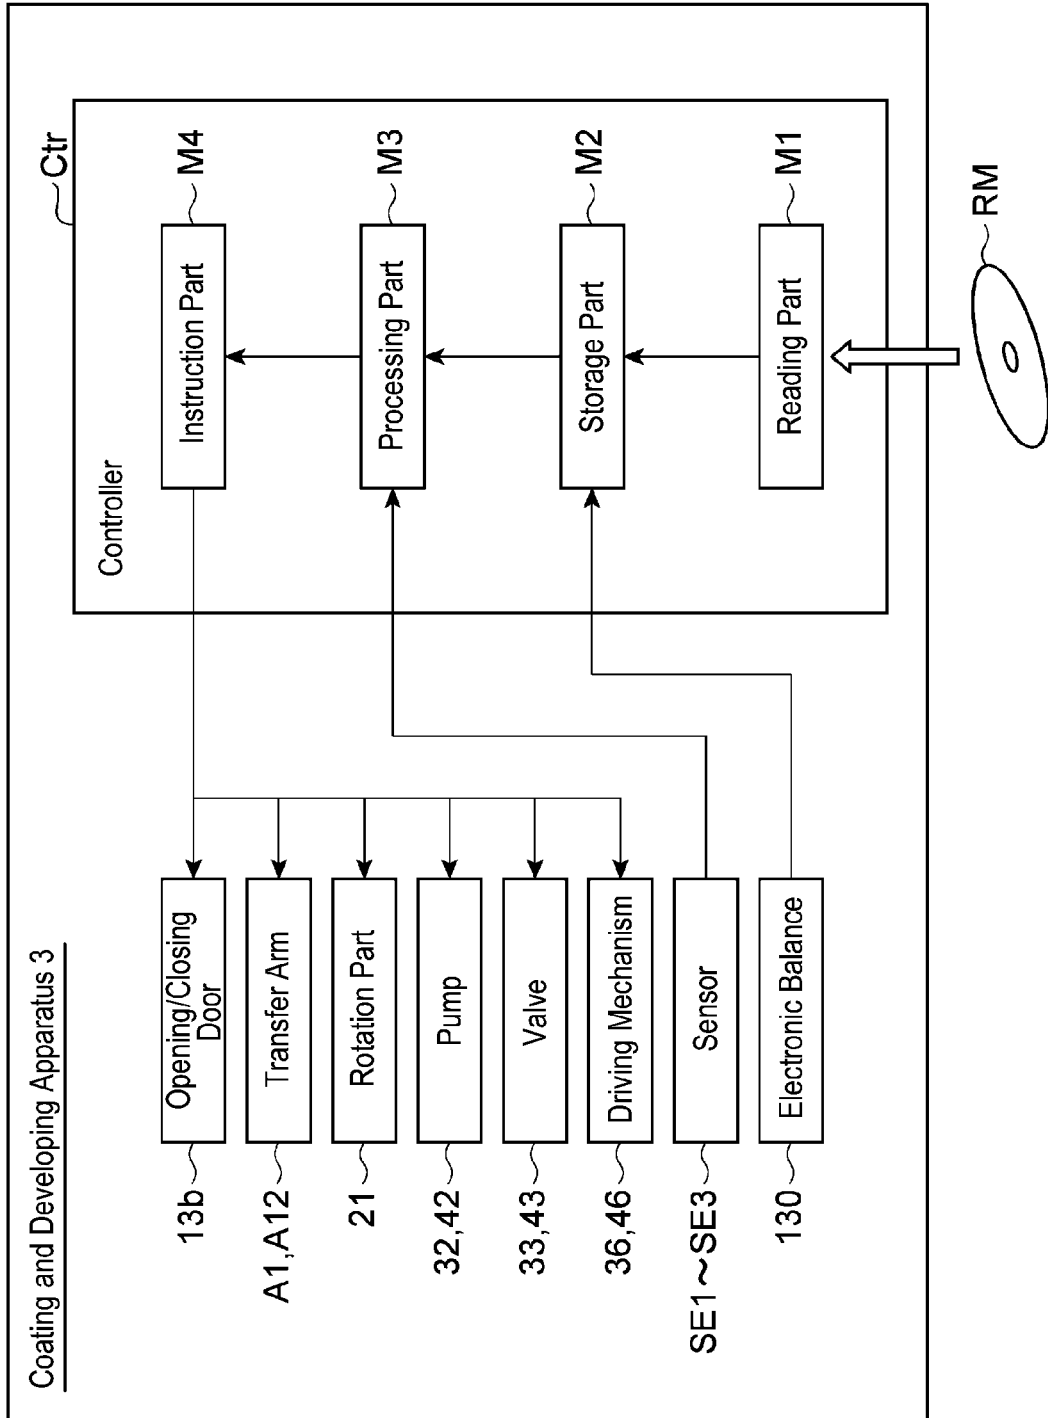 Coating and Developing Apparatus 3
Ctr
Controller
Instruction Part
M4
Processing Part
M3
Storage Part
M2
Reading Part
M1
RM
13b
Opening/Closing
Door
A1,A12
Transfer Arm
21
Rotation Part
32,42
Pump
33,43
Valve
36,46
Driving Mechanism
SE1～SE3
Sensor
130
Electronic Balance